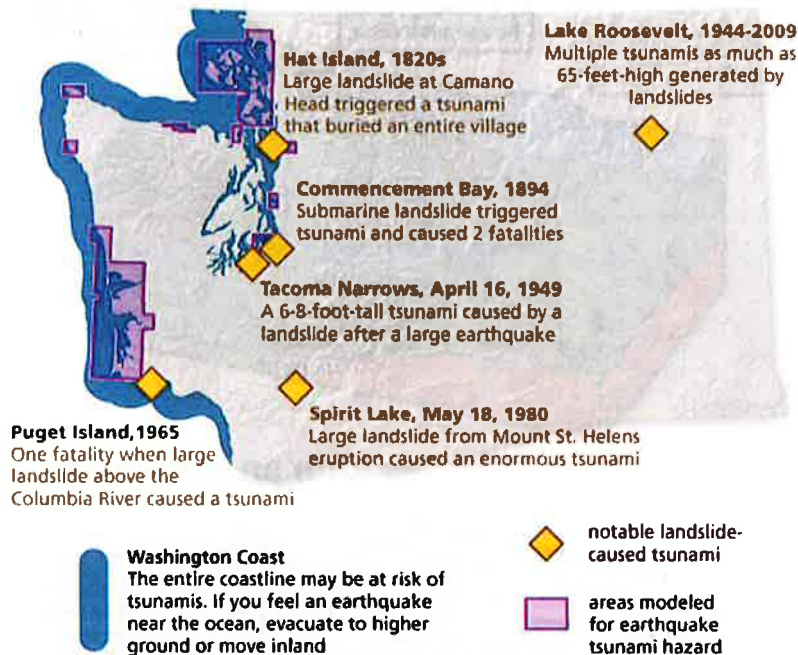 Lake Roosevelt, 1944-2009
Multiple tsunamis as much as
65-feet-high generated by
landslides
Hat Island, 1820s
Large landslide at Camano
Head triggered a tsunami
that buried an entire village
Commencement Bay, 1894
Submarine landslide triggered
tsunami and caused 2 fatalities
Tacoma Narrows, April 16, 1949
A 6-8-foot-tall tsunami caused by a
landslide after a large earthquake
Spirit Lake, May 18, 1980
Large landslide from Mount St. Helens
eruption caused an enormous tsunami
Puget Island,1965
One fatality when large
landslide above the
Columbia River caused a tsunami
Washington Coast
The entire coastline may be at risk of
tsunamis. If you feel an earthquake
near the ocean, evacuate to higher
ground or move inland
notable landslide-
caused tsunami
areas modeled
for earthquake
tsunami hazard